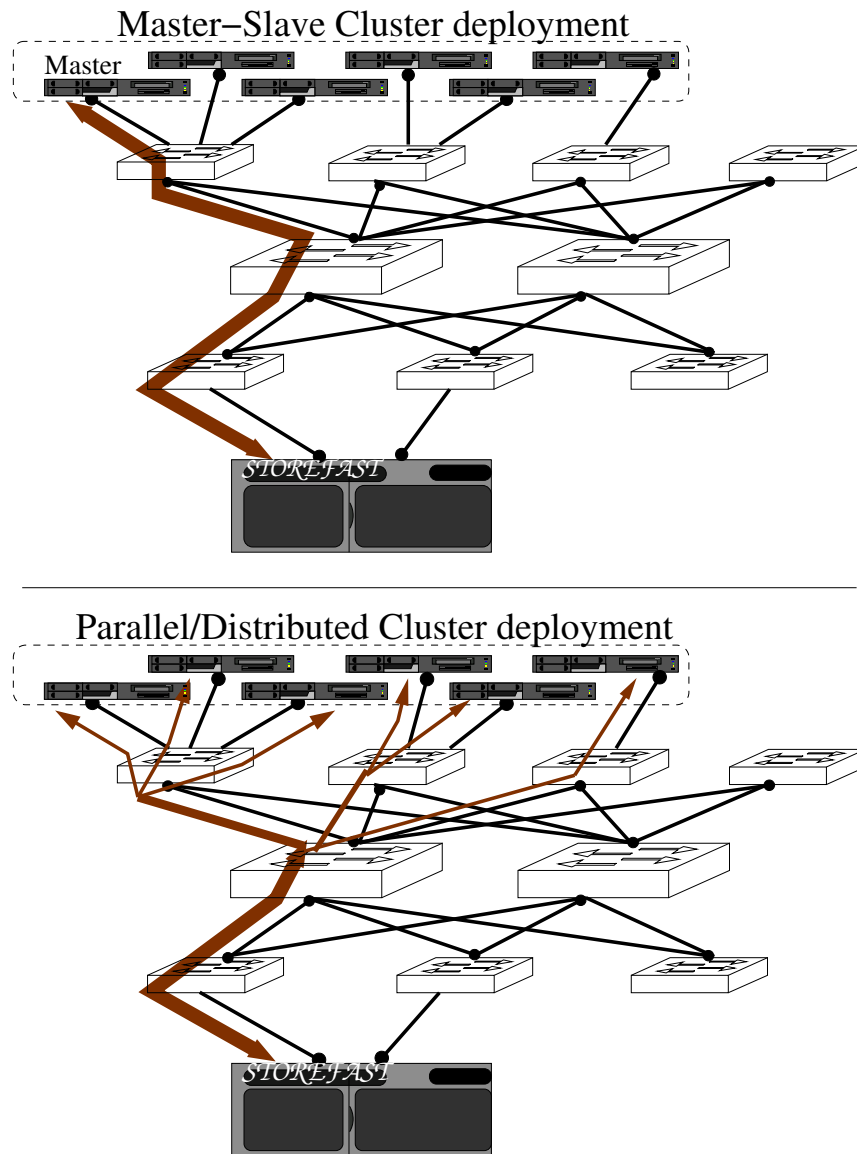 Master–Slave Cluster deployment
Master
STOREFAST
Parallel/Distributed Cluster deployment
STOREFAST